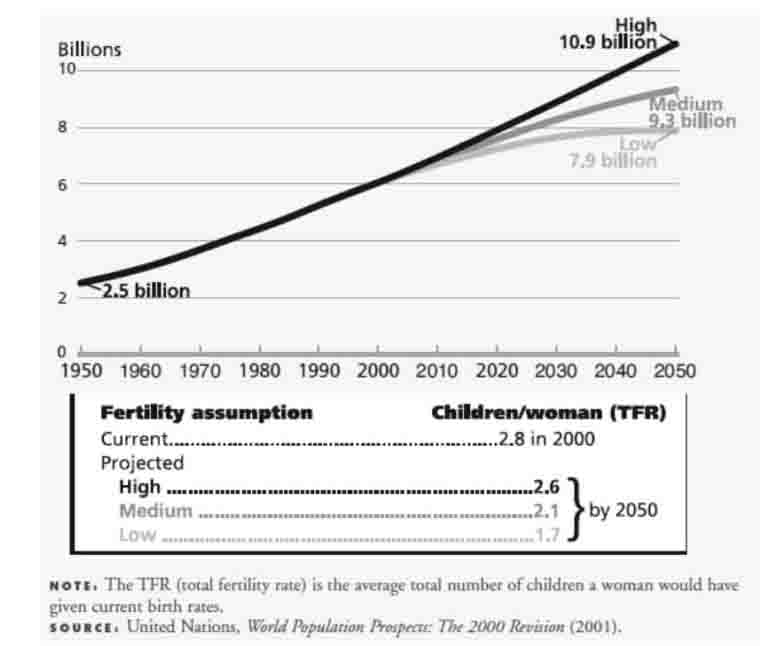 High
10.9 billion
Billions
10
Medium
9.3 billion
8
Low
7.9 billion
6
4
2.5 billion
2
0
1950 1960 1970 1980 1990 2000 2010 2020 2030 2040 2050
Fertility assumption Children/woman (TFR)
Current..........................................................2.8 in 2000
Projected
High ................................................................2.6
Medium ..........................................................2.1 by 2050
Low .................................................................1.7
NOTE. The TFR (total fertility rate) is the average total number of children a woman would have
given current birth rates.
SOURCE. United Nations, World Population Prospects: The 2000 Revision (2001).